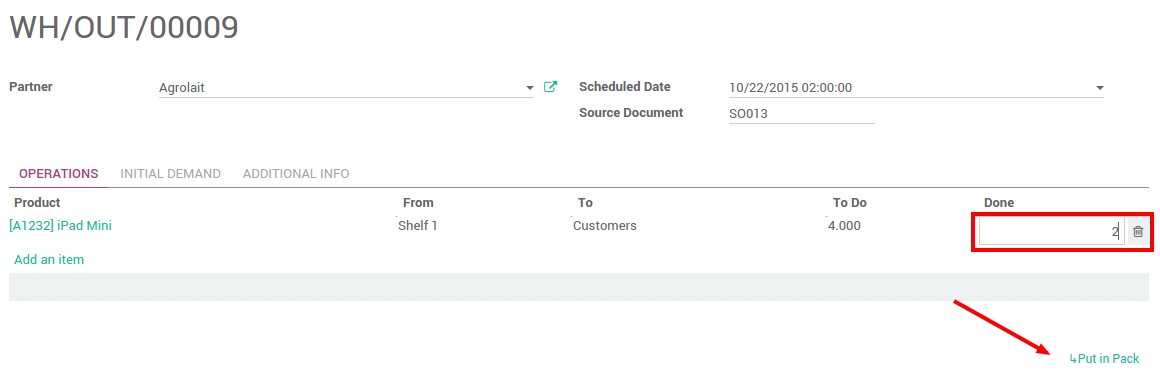 WH/OUT/00009
Partner Agrolait Scheduled Date 10/22/2015 02:00:00
Source Document SO013
OPERATIONS INITIAL DEMAND ADDITIONAL INFO
Product From To To Do Done
[A1232] iPad Mini Shelf 1 Customers 4.000 2
Add an item
↳Put in Pack